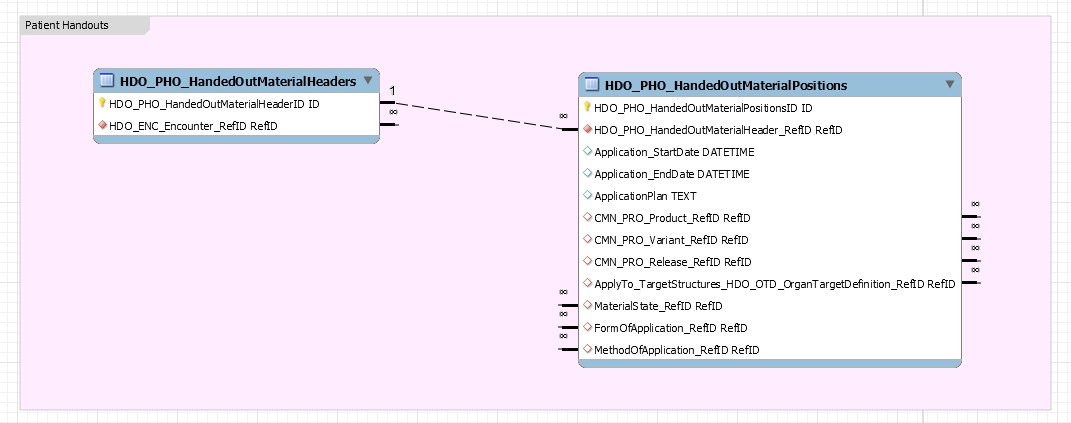 Patient Handouts
HDO_PHO_HandedOutMaterialHeaders
HDO_PHO_HandedOutMaterialHeaderID ID
HDO_ENC_Encounter_RefID RefID
1
∞
∞
HDO_PHO_HandedOutMaterialPositions
HDO_PHO_HandedOutMaterialPositionsID ID
HDO_PHO_HandedOutMaterialHeader_RefID RefID
Application_StartDate DATETIME
Application_EndDate DATETIME
ApplicationPlan TEXT
CMN_PRO_Product_RefID RefID
∞
CMN_PRO_Variant_RefID RefID
∞
CMN_PRO_Release_RefID RefID
∞
ApplyTo_TargetStructures_HDO_OTD_OrganTargetDefinition_RefID RefID
∞
∞
MaterialState_RefID RefID
∞
FormOfApplication_RefID RefID
∞
MethodOfApplication_RefID RefID